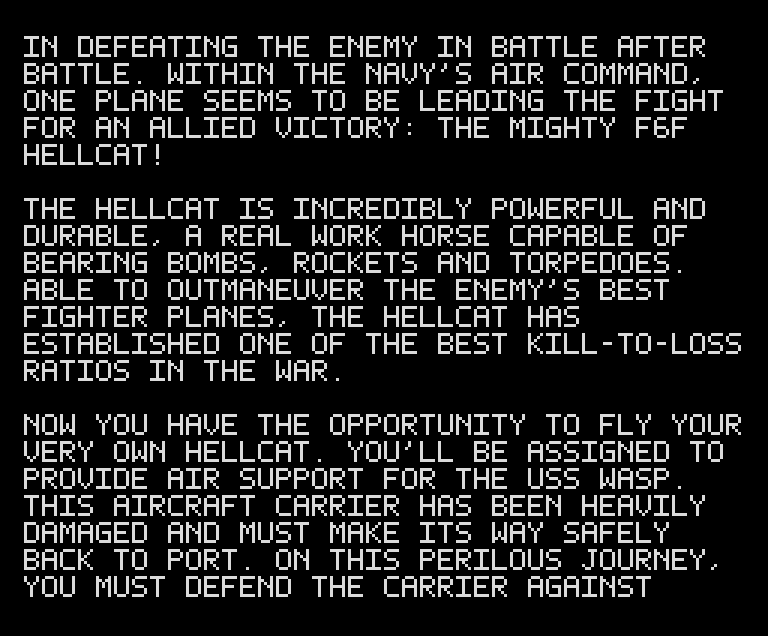 IN DEFEATING THE ENEMY IN BATTLE AFTER
BATTLE. WITHIN THE NAVY'S AIR COMMAND,
ONE PLANE SEEMS TO BE LEADING THE FIGHT
FOR AN ALLIED VICTORY: THE MIGHTY F6F
HELLCAT!

THE HELLCAT IS INCREDIBLY POWERFUL AND
DURABLE, A REAL WORK HORSE CAPABLE OF
BEARING BOMBS, ROCKETS AND TORPEDOES.
ABLE TO OUTMANEUVER THE ENEMY'S BEST
FIGHTER PLANES, THE HELLCAT HAS
ESTABLISHED ONE OF THE BEST KILL-TO-LOSS
RATIOS IN THE WAR.

NOW YOU HAVE THE OPPORTUNITY TO FLY YOUR
VERY OWN HELLCAT. YOU'LL BE ASSIGNED TO
PROVIDE AIR SUPPORT FOR THE USS WASP.
THIS AIRCRAFT CARRIER HAS BEEN HEAVILY
DAMAGED AND MUST MAKE ITS WAY SAFELY
BACK TO PORT. ON THIS PERILOUS JOURNEY,
YOU MUST DEFEND THE CARRIER AGAINST